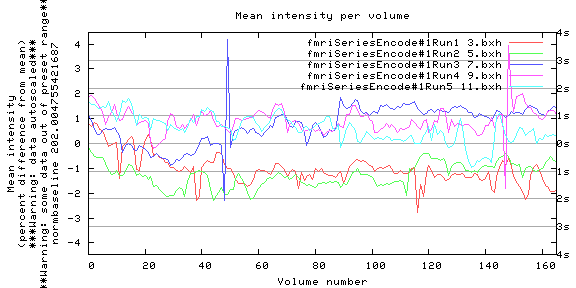 Mean intensity per volume
Mean intensity
(percent difference from mean)
***Warning: data autoscaled***
**Warning: some data out of preset range**
normbaseline 202.004755421687
fmriSeriesEncode#1Run1 3.bxh
fmriSeriesEncode#1Run2 5.bxh
fmriSeriesEncode#1Run3 7.bxh
fmriSeriesEncode#1Run4 9.bxh
fmriSeriesEncode#1Run5 11.bxh
4
3
2
1
0
-1
-2
-3
-4
4s
3s
2s
1s
0s
1s
2s
3s
4s
0 20 40 60 80 100 120 140 160
Volume number